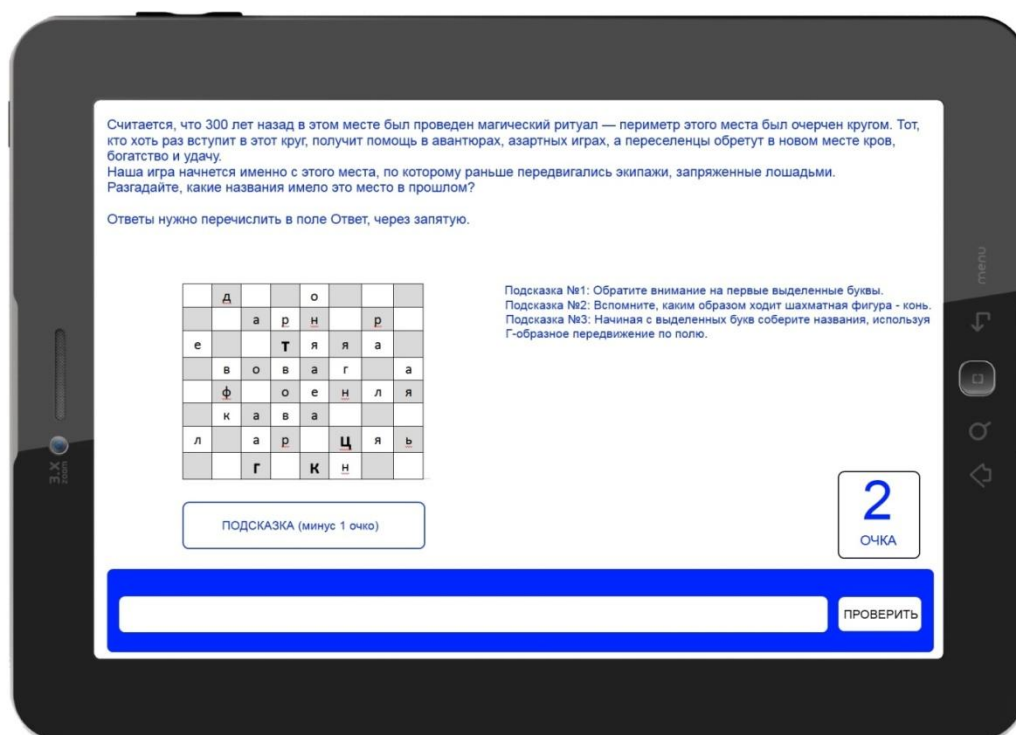 Считается, что 300 лет назад в этом месте был проведен магический ритуал — периметр этого места был очерчен кругом. Тот,
кто хоть раз вступит в этот круг, получит помощь в авантюрах, азартных играх, а переселенцы обретут в новом месте кров,
богатство и удачу.
Наша игра начнется именно с этого места, по которому раньше передвигались экипажи, запряженные лошадьми.
Разгадайте, какие названия имело это место в прошлом?
Ответы нужно перечислить в поле Ответ, через запятую.
Подсказка №1: Обратите внимание на первые выделенные буквы.
Подсказка №2: Вспомните, каким образом ходит шахматная фигура - конь.
Подсказка №3: Начиная с выделенных букв соберите названия, используя
Г-образное передвижение по полю.
д о
а р н р
е т я я а
в о в а г а
ф о е н л я
к а в а
л а р ц я ь
г к н
ПОДСКАЗКА (минус 1 очко)
2
ОЧКА
ПРОВЕРИТЬ
menu
3.X
zoom